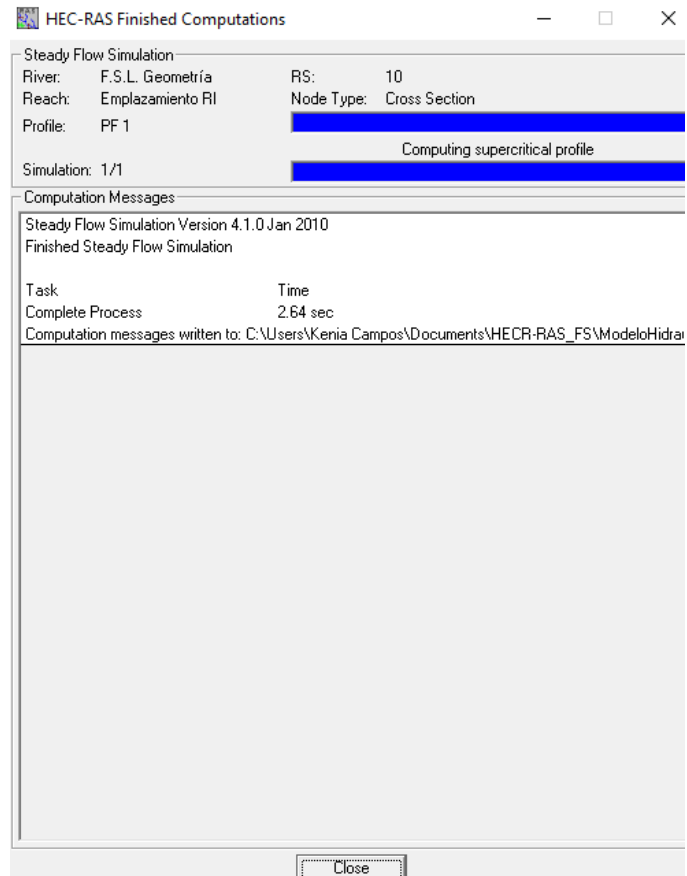 HEC-RAS Finished Computations
Steady Flow Simulation
River: F.S.L. Geometría RS: 10
Reach: Emplazamiento RI Node Type: Cross Section
Profile: PF 1
Computing supercritical profile
Simulation: 1/1
Computation Messages
Steady Flow Simulation Version 4.1.0 Jan 2010
Finished Steady Flow Simulation
Task Time
Complete Process 2.64 sec
Computation messages written to: C:\Users\Kenia Campos\Documents\HECR-RAS_FS\ModeloHidrau
Close